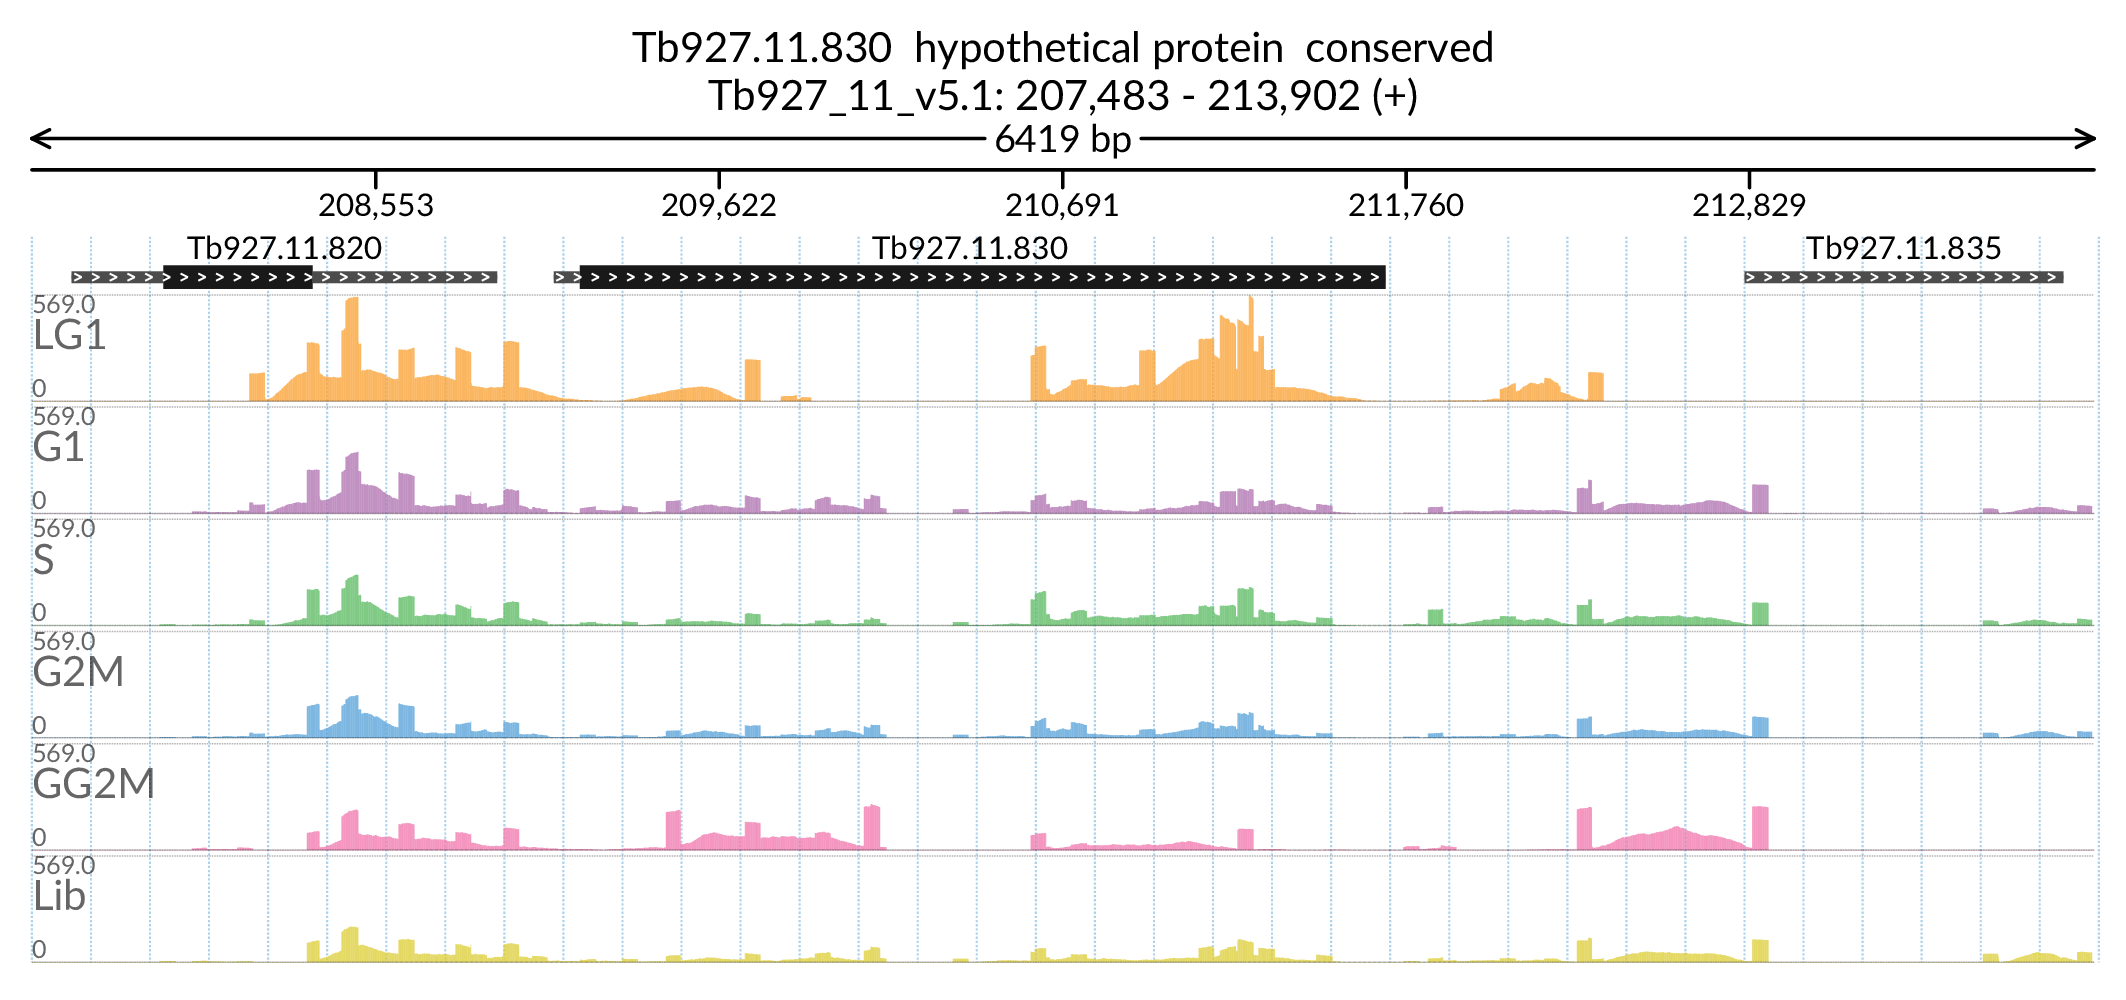 Tb927.11.830 hypothetical protein conserved
Tb927_11_v5.1: 207,483 - 213,902 (+)
6419 bp
208,553 209,622 210,691 211,760 212,829
Tb927.11.820 Tb927.11.830 Tb927.11.835
569.0
LG1
0
569.0
G1
0
569.0
S
0
569.0
G2M
0
569.0
GG2M
0
569.0
Lib
0